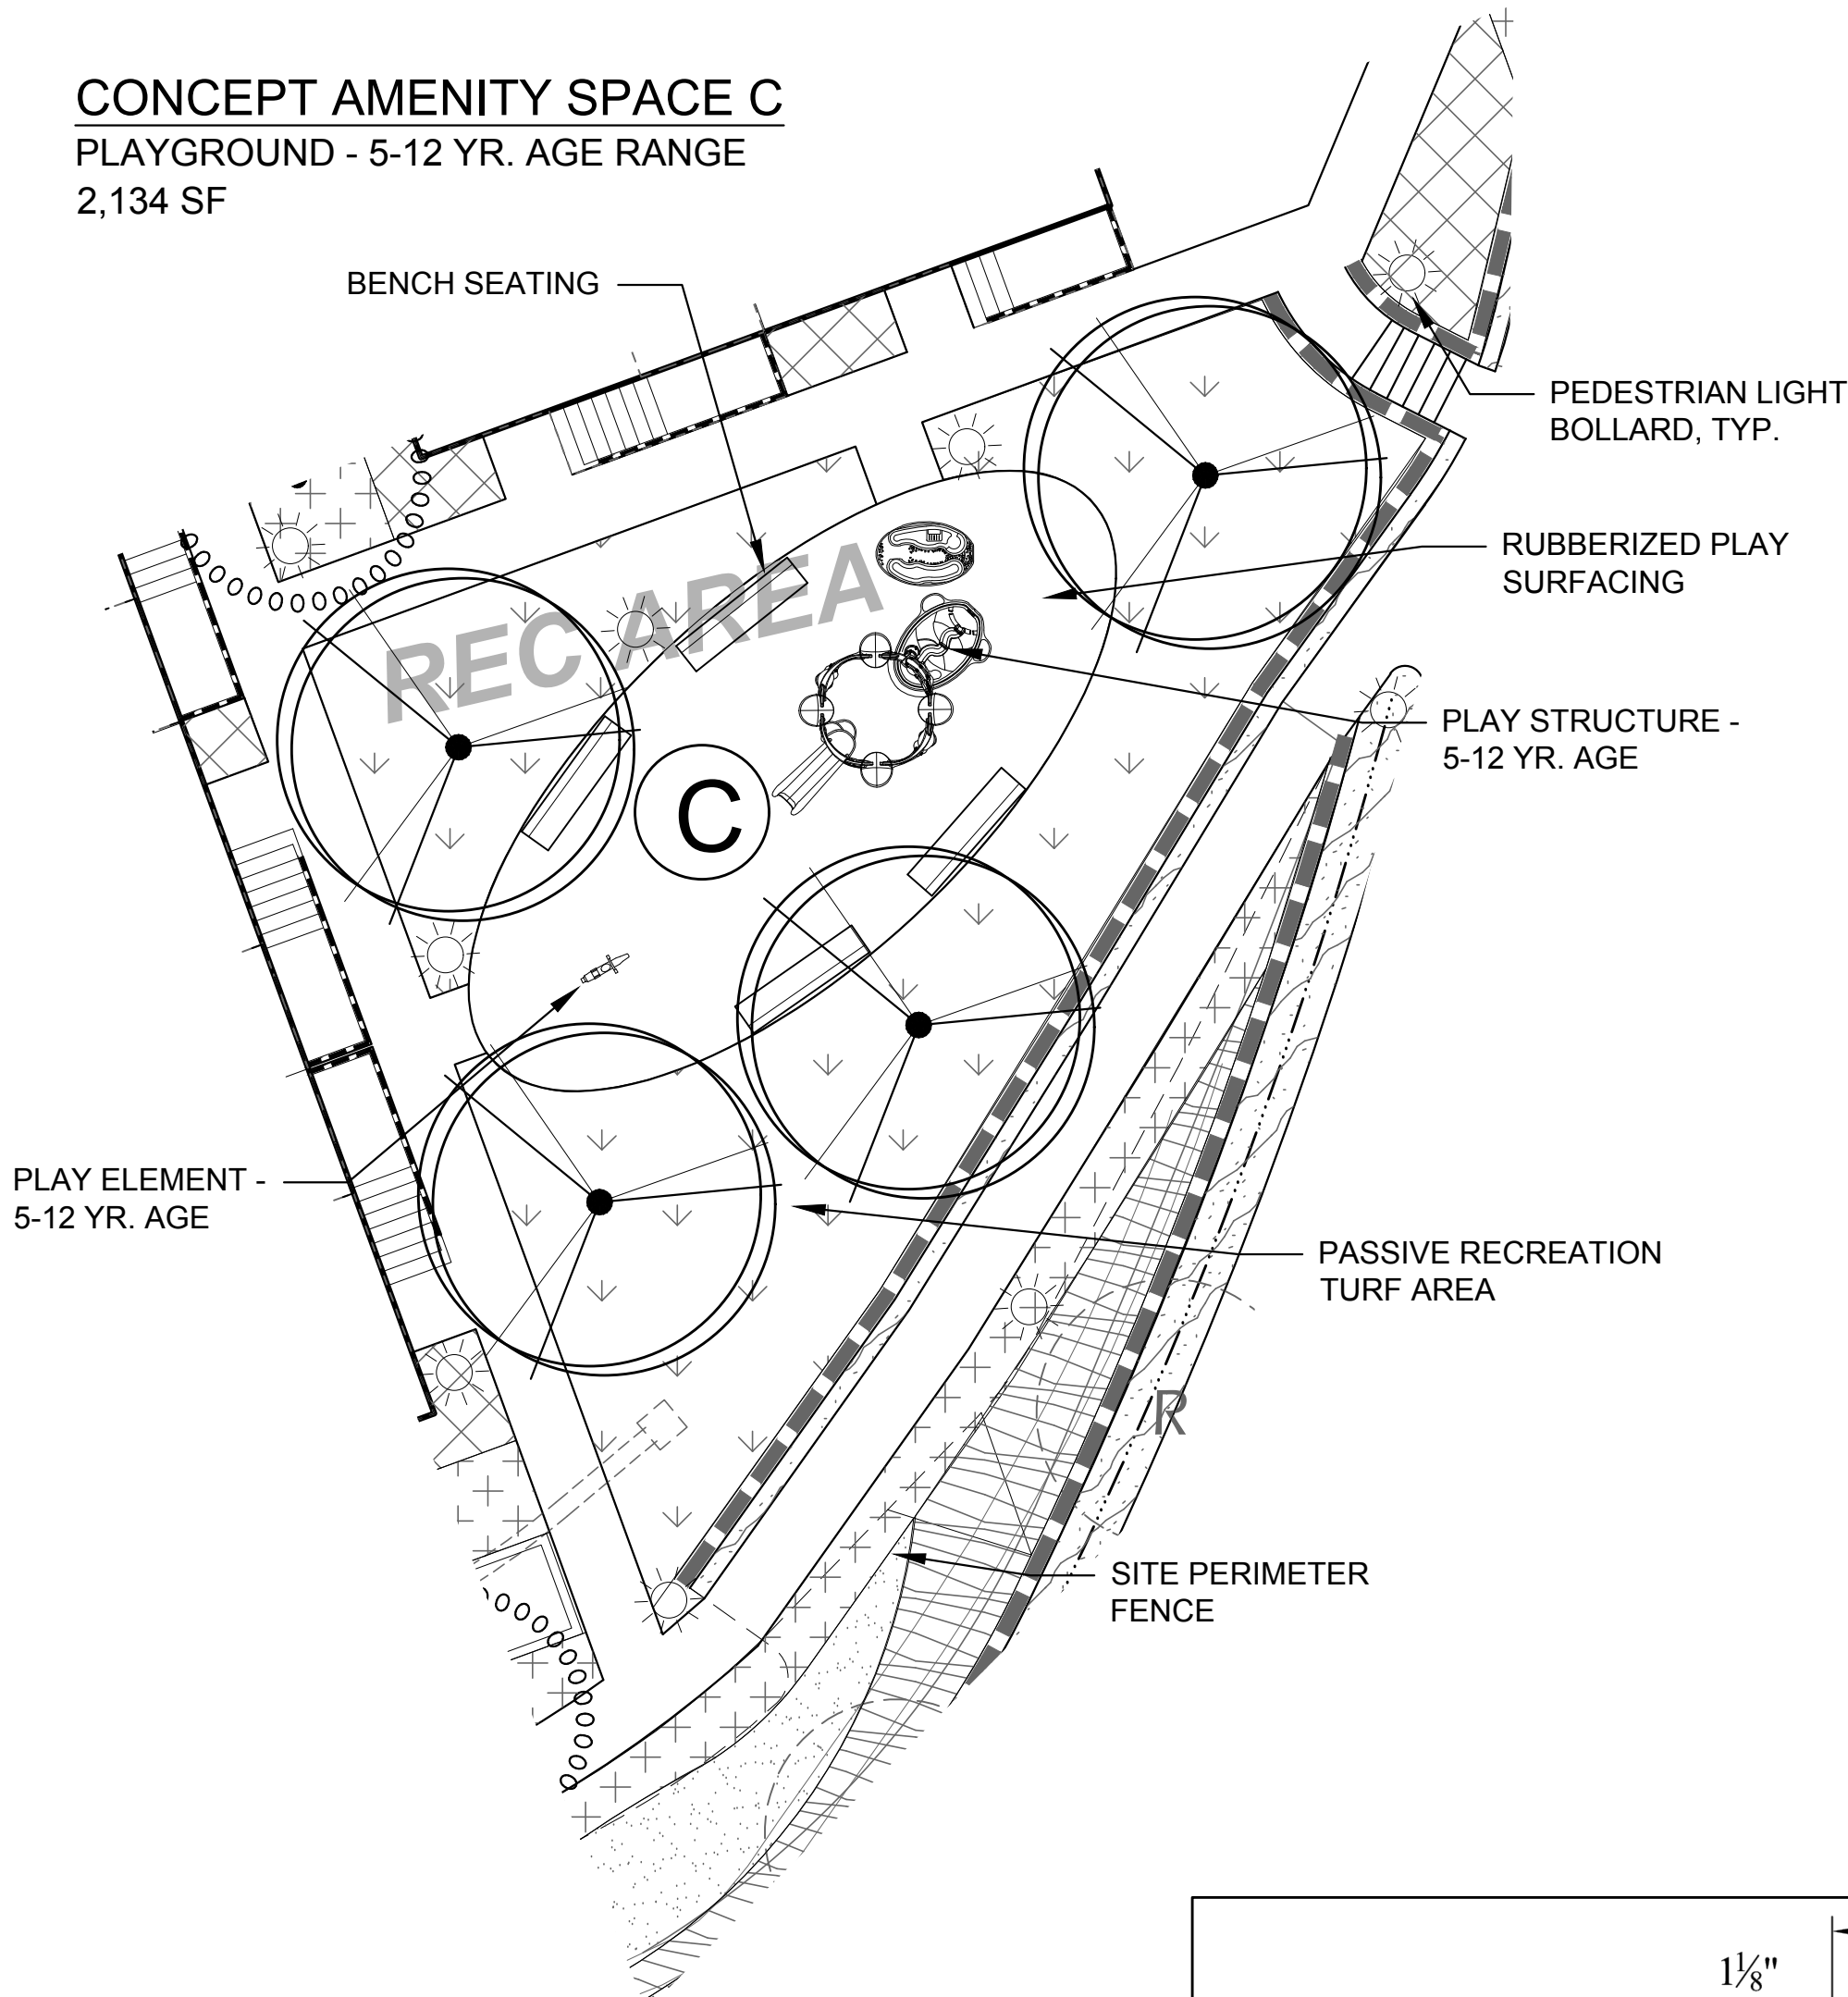 CONCEPT AMENITY SPACE C
PLAYGROUND - 5-12 YR. AGE RANGE
2,134 SF
BENCH SEATING
PEDESTRIAN LIGHT
BOLLARD, TYP.
RUBBERIZED PLAY
SURFACING
REC AREA
PLAY STRUCTURE -
5-12 YR. AGE
C
PLAY ELEMENT -
5-12 YR. AGE
PASSIVE RECREATION
TURF AREA
R
SITE PERIMETER
FENCE
1⅛"